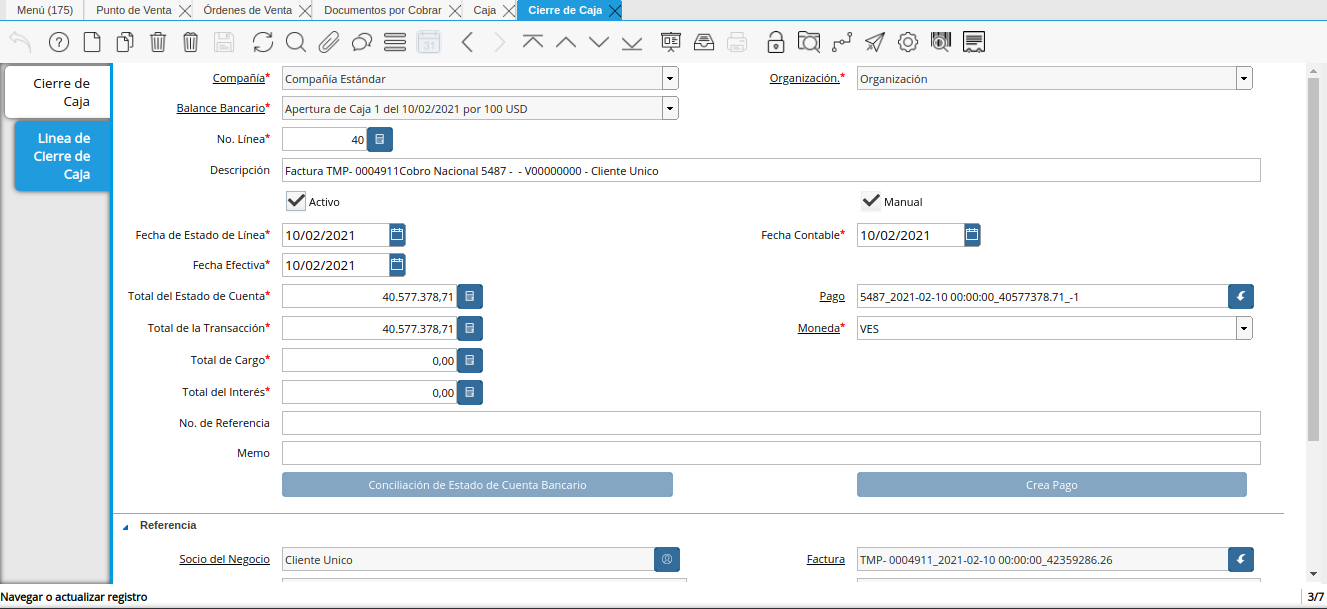 Menú (175) Punto de Venta Órdenes de Venta Documentos por Cobrar Caja Cierre de Caja
31
Cierre de
Caja
Linea de
Cierre de
Caja
Compañía* Compañía Estándar Organización.* Organización
Balance Bancario* Apertura de Caja 1 del 10/02/2021 por 100 USD
No. Línea* 40
Descripción Factura TMP- 0004911Cobro Nacional 5487 - - V00000000 - Cliente Unico
Activo Manual
Fecha de Estado de Línea* 10/02/2021 Fecha Contable* 10/02/2021
Fecha Efectiva* 10/02/2021
Total del Estado de Cuenta* 40.577.378,71 Pago 5487_2021-02-10 00:00:00_40577378.71_-1
Total de la Transacción* 40.577.378,71 Moneda* VES
Total de Cargo* 0,00
Total del Interés* 0,00
No. de Referencia
Memo
Conciliación de Estado de Cuenta Bancario Crea Pago
Referencia
Socio del Negocio Cliente Unico Factura TMP- 0004911_2021-02-10 00:00:00_42359286.26
Navegar o actualizar registro 3/7